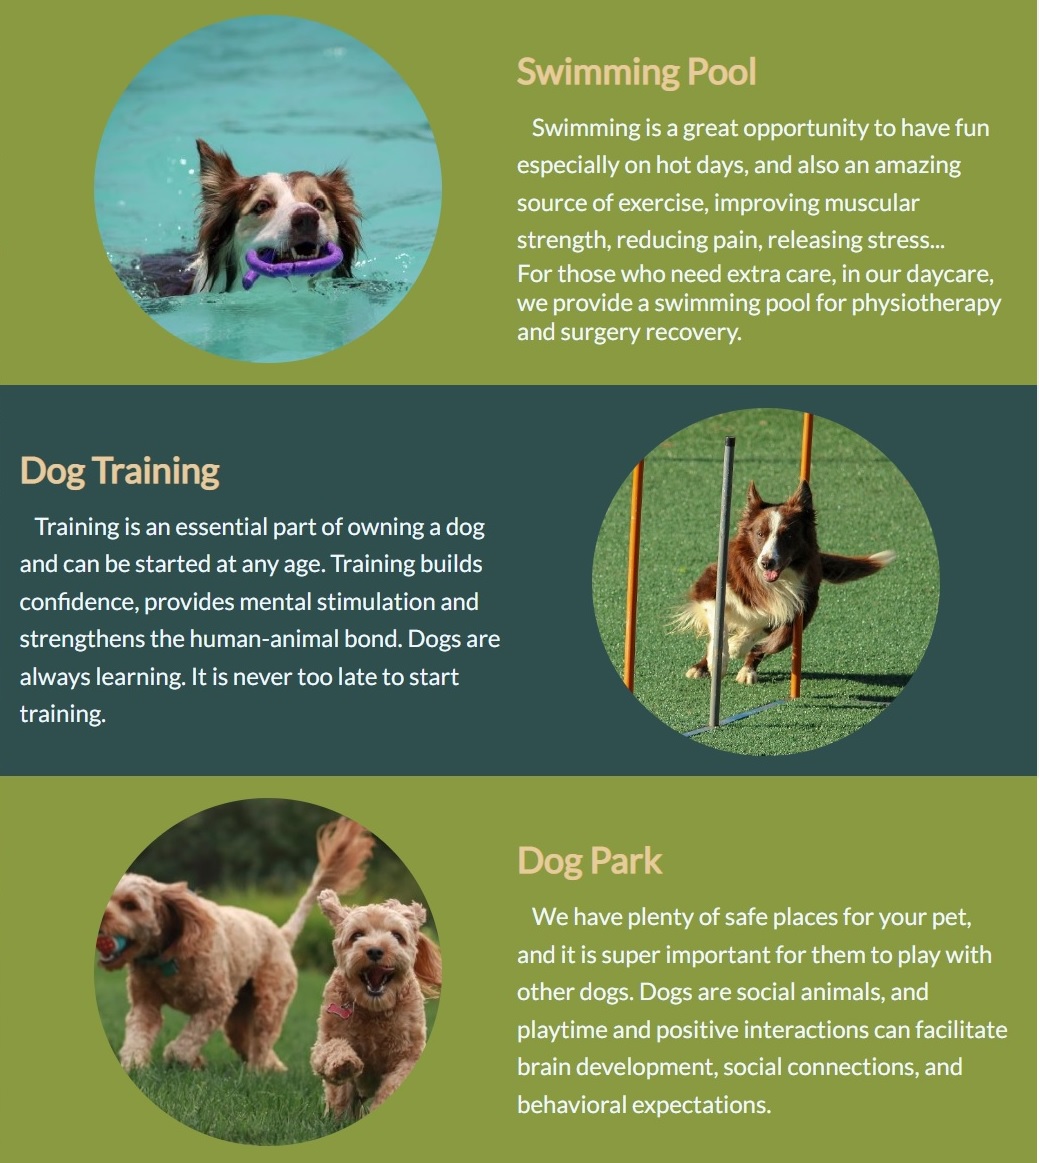 Swimming Pool
Swimming is a great opportunity to have fun
especially on hot days, and also an amazing
source of exercise, improving muscular
strength, reducing pain, releasing stress...
For those who need extra care, in our daycare,
we provide a swimming pool for physiotherapy
and surgery recovery.
Dog Training
Training is an essential part of owning a dog
and can be started at any age. Training builds
confidence, provides mental stimulation and
strengthens the human-animal bond. Dogs are
always learning. It is never too late to start
training.
Dog Park
We have plenty of safe places for your pet,
and it is super important for them to play with
other dogs. Dogs are social animals, and
playtime and positive interactions can facilitate
brain development, social connections, and
behavioral expectations.